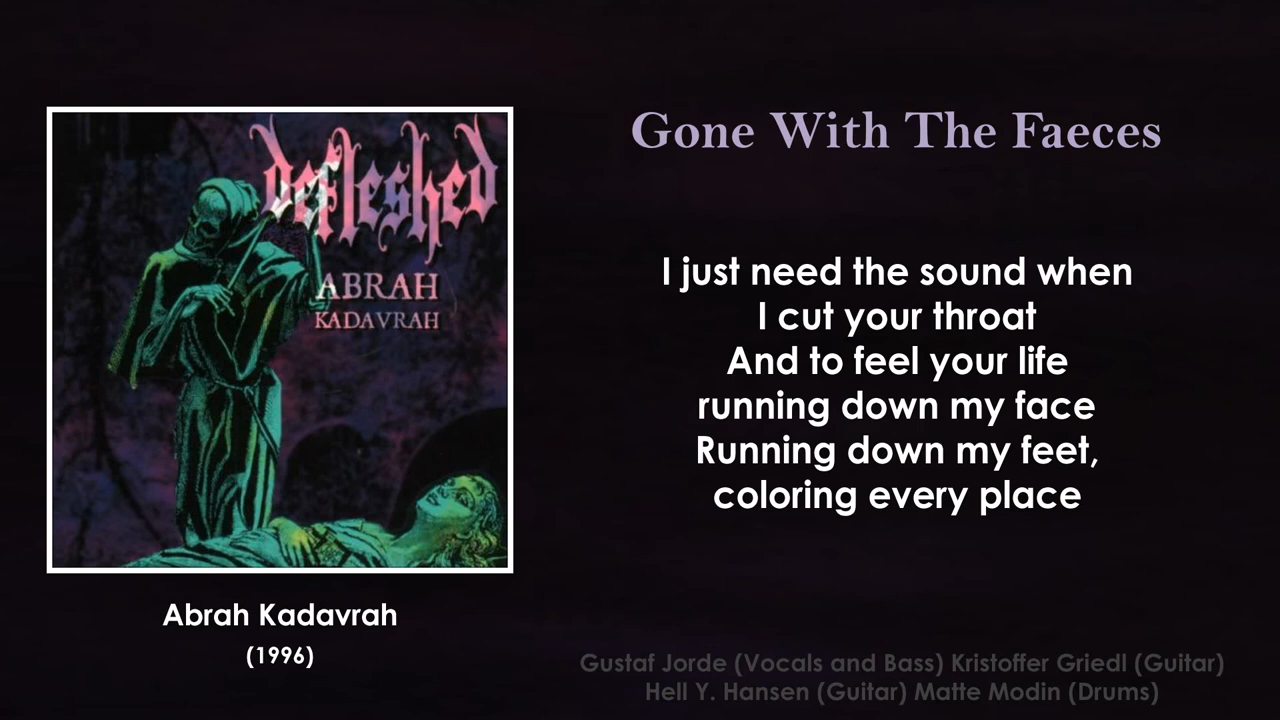 defleshed
ABRAH
KADAVRAH
Abrah Kadavrah
(1996)
Gone With The Faeces
I just need the sound when
I cut your throat
And to feel your life
running down my face
Running down my feet,
coloring every place
Gustaf Jorde (Vocals and Bass) Kristoffer Griedl (Guitar)
Hell Y. Hansen (Guitar) Matte Modin (Drums)